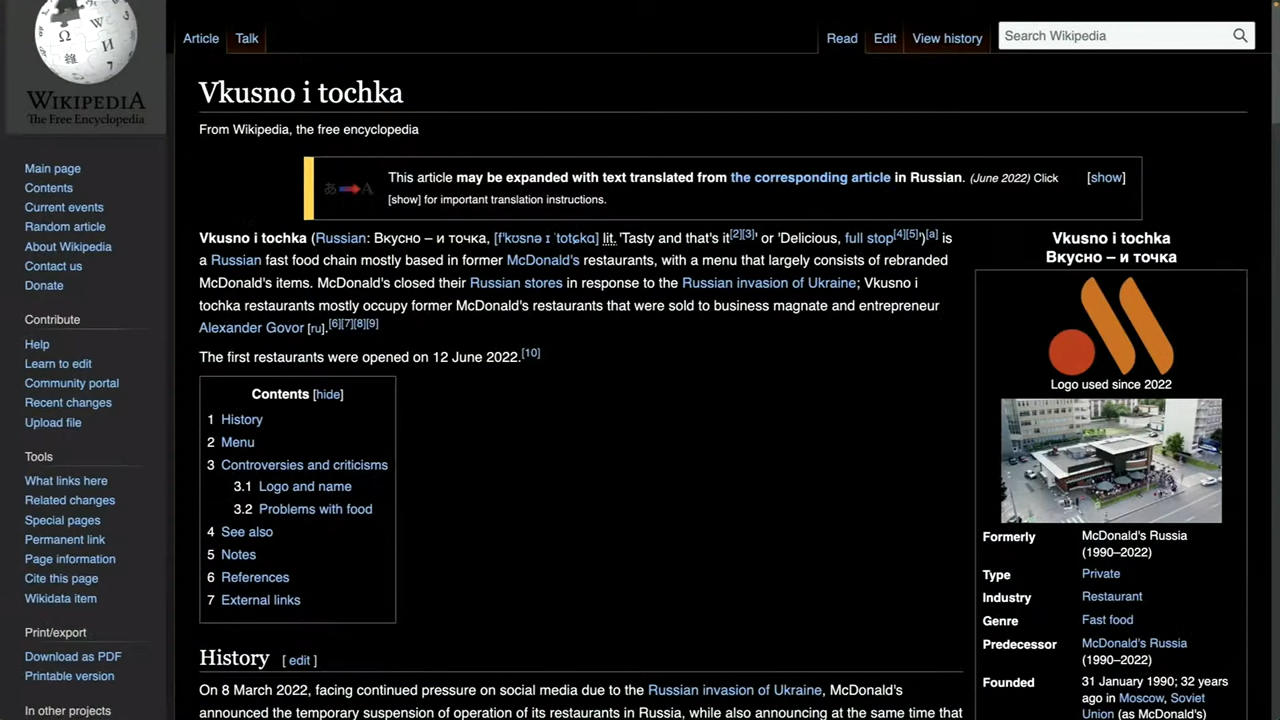 WIKIPEDIA
The Free Encyclopedia
Main page
Contents
Current events
Random article
About Wikipedia
Contact us
Donate
Contribute
Help
Learn to edit
Community portal
Recent changes
Upload file
Tools
What links here
Related changes
Special pages
Permanent link
Page information
Cite this page
Wikidata item
Print/export
Download as PDF
Printable version
In other projects
Article Talk
Read Edit View history Search Wikipedia
Vkusno i tochka
From Wikipedia, the free encyclopedia
This article may be expanded with text translated from the corresponding article in Russian. (June 2022) Click [show]
[show] for important translation instructions.
Vkusno i tochka (Russian: Вкусно – и точка, [fˈkusnə ɪ ˈtotɕkə] lit. 'Tasty and that's it[2][3]' or 'Delicious, full stop[4][5]')[a] is
a Russian fast food chain mostly based in former McDonald's restaurants, with a menu that largely consists of rebranded
McDonald's items. McDonald's closed their Russian stores in response to the Russian invasion of Ukraine; Vkusno i
tochka restaurants mostly occupy former McDonald's restaurants that were sold to business magnate and entrepreneur
Alexander Govor [ru].[6][7][8][9]
The first restaurants were opened on 12 June 2022.[10]
Contents [hide]
1 History
2 Menu
3 Controversies and criticisms
3.1 Logo and name
3.2 Problems with food
4 See also
5 Notes
6 References
7 External links
History [ edit ]
On 8 March 2022, facing continued pressure on social media due to the Russian invasion of Ukraine, McDonald's
announced the temporary suspension of operation of its restaurants in Russia, while also announcing at the same time that
Vkusno i tochka
Вкусно – и точка
Logo used since 2022
Formerly McDonald's Russia
(1990–2022)
Type Private
Industry Restaurant
Genre Fast food
Predecessor McDonald's Russia
(1990–2022)
Founded 31 January 1990; 32 years
ago in Moscow, Soviet
Union (as McDonald's)